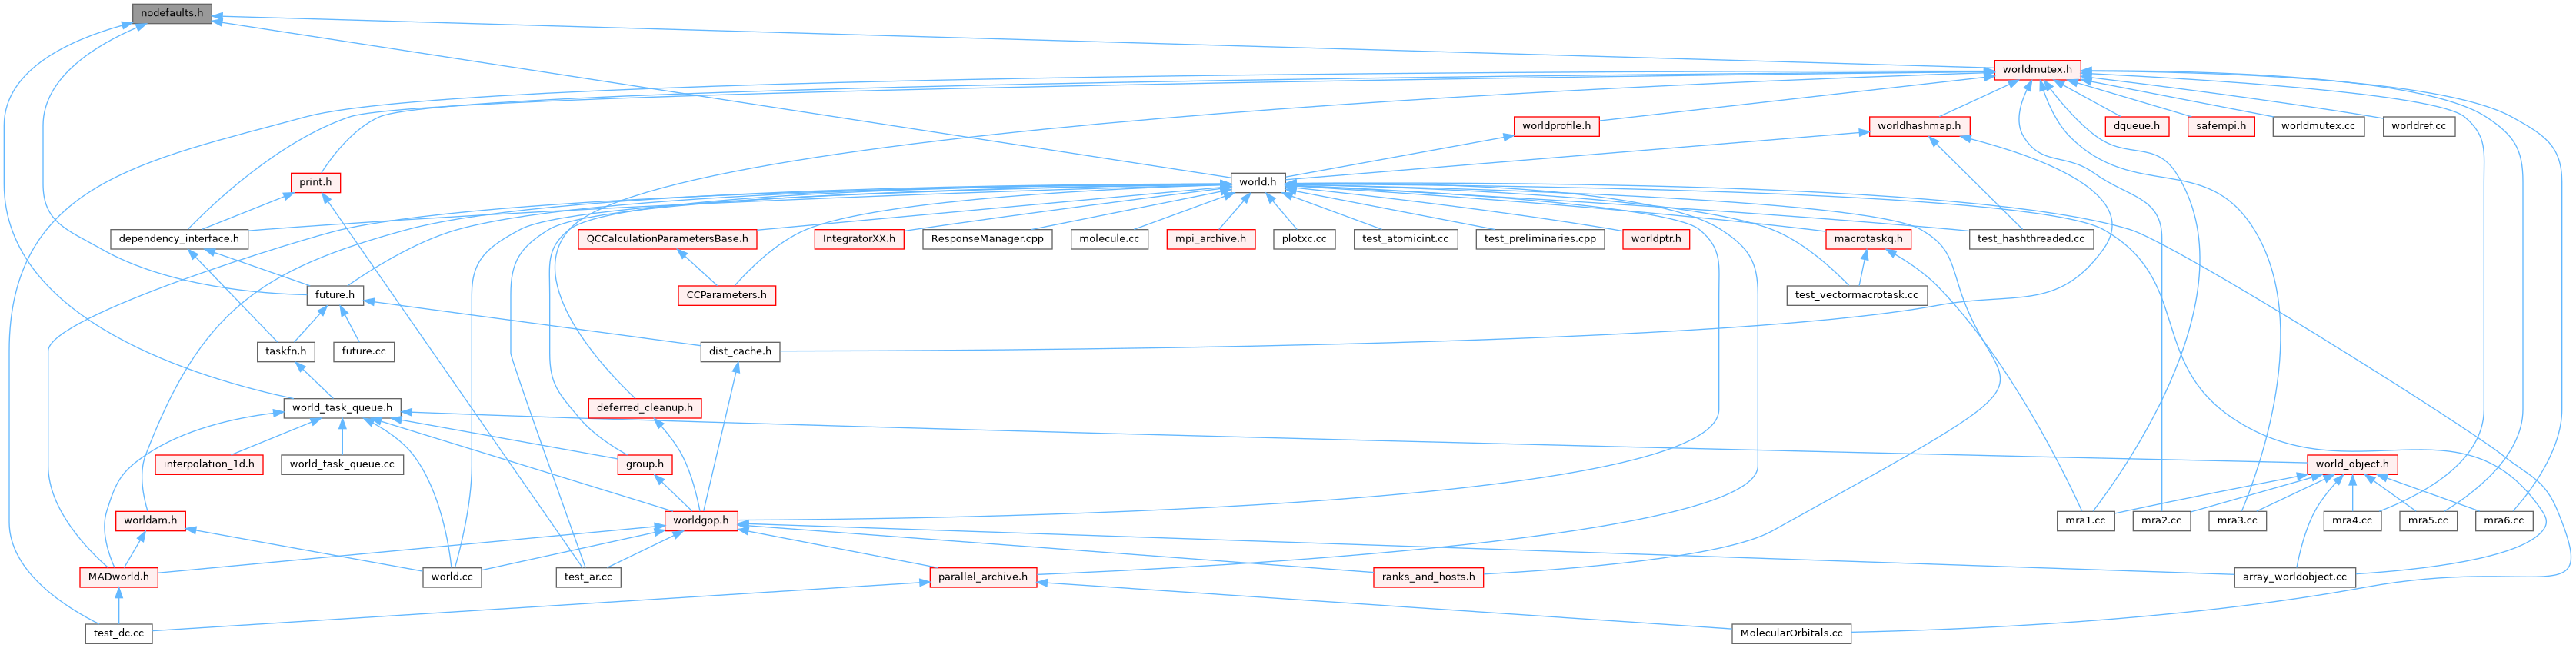 nodefaults.h
worldmutex.h
worldprofile.h
worldhashmap.h
dqueue.h
safempi.h
worldmutex.cc
worldref.cc
print.h
world.h
dependency_interface.h
QCCalculationParametersBase.h
IntegratorXX.h
ResponseManager.cpp
molecule.cc
mpi_archive.h
plotxc.cc
test_atomicint.cc
test_preliminaries.cpp
worldptr.h
macrotaskq.h
test_hashthreaded.cc
future.h
CCParameters.h
test_vectormacrotask.cc
taskfn.h
future.cc
dist_cache.h
world_task_queue.h
deferred_cleanup.h
interpolation_1d.h
world_task_queue.cc
group.h
world_object.h
worldam.h
worldgop.h
mra1.cc
mra2.cc
mra3.cc
mra4.cc
mra5.cc
mra6.cc
MADworld.h
world.cc
test_ar.cc
parallel_archive.h
ranks_and_hosts.h
array_worldobject.cc
test_dc.cc
MolecularOrbitals.cc